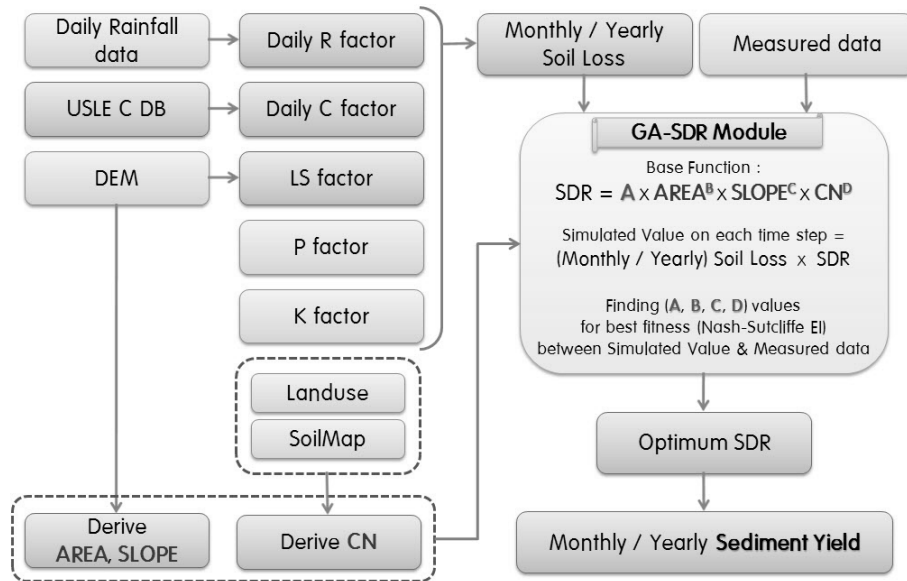 Daily Rainfall
data
Daily R factor
USLE C DB
Daily C factor
DEM
LS factor
P factor
K factor
Landuse
SoilMap
Derive
AREA, SLOPE
Derive CN
Monthly / Yearly
Soil Loss
Measured data
GA-SDR Module
Base Function :
SDR = A x AREAᴮ x SLOPEᶜ x CNᴰ
Simulated Value on each time step =
(Monthly / Yearly) Soil Loss x SDR
Finding (A, B, C, D) values
for best fitness (Nash-Sutcliffe EI)
between Simulated Value & Measured data
Optimum SDR
Monthly / Yearly Sediment Yield